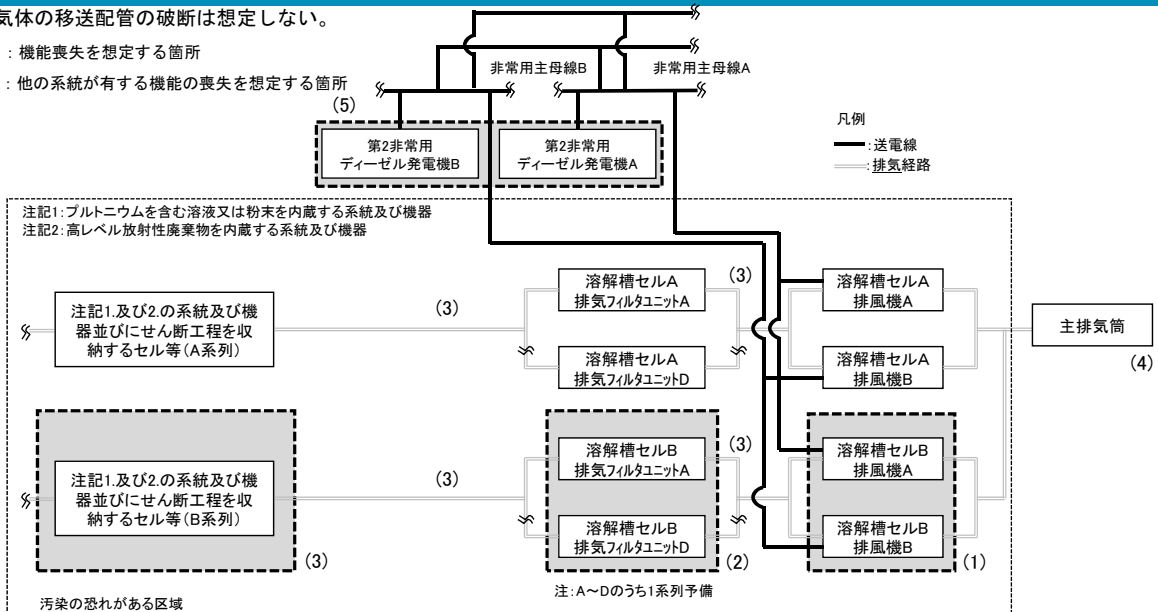 気体の移送配管の破断は想定しない。
：機能喪失を想定する箇所
：他の系統が有する機能の喪失を想定する箇所
非常用主母線B
非常用主母線A
(5)
第2非常用
ディーゼル発電機B
第2非常用
ディーゼル発電機A
凡例
：送電線
：排気経路
注記1：プルトニウムを含む溶液又は粉末を内蔵する系統及び機器
注記2：高レベル放射性廃棄物を内蔵する系統及び機器
注記1.及び2.の系統及び機
器並びにせん断工程を収
納するセル等(A系列)
(3)
溶解槽セルA
排気フィルタユニットA
(3)
溶解槽セルA
排風機A
溶解槽セルA
排気フィルタユニットD
溶解槽セルA
排風機B
主排気筒
(4)
注記1.及び2.の系統及び機
器並びにせん断工程を収
納するセル等(B系列)
(3)
(3)
溶解槽セルB
排気フィルタユニットA
(3)
溶解槽セルB
排風機A
溶解槽セルB
排気フィルタユニットD
(2)
溶解槽セルB
排風機B
(1)
注：A～Dのうち1系列予備
汚染の恐れがある区域